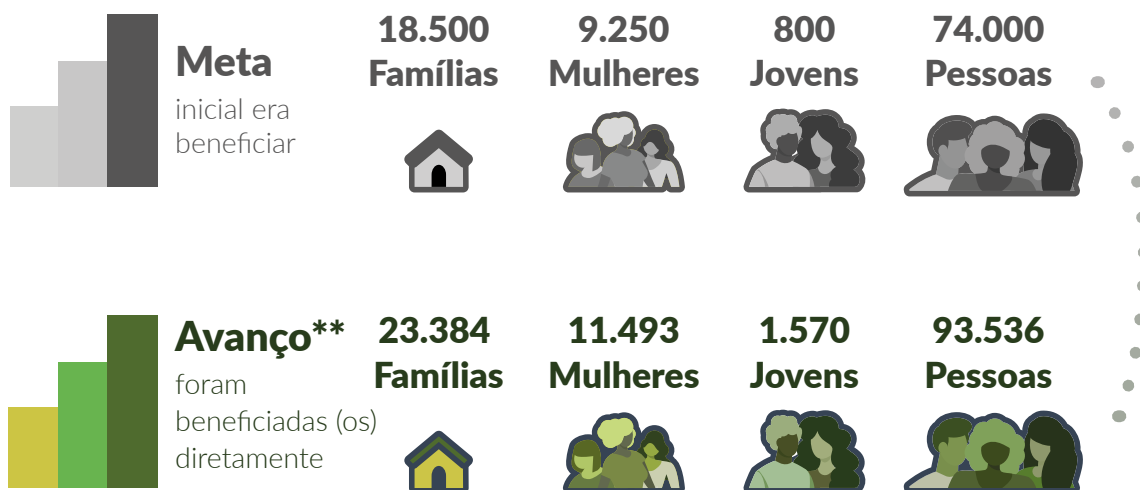 Meta
inicial era
beneficiar
18.500
Famílias
9.250
Mulheres
800
Jovens
74.000
Pessoas
Avanço**
foram
beneficiadas (os)
diretamente
23.384
Famílias
11.493
Mulheres
1.570
Jovens
93.536
Pessoas